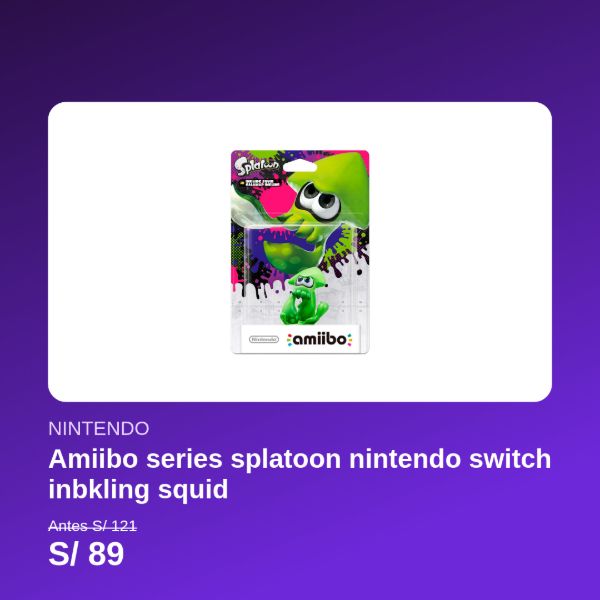 Splatoon
Nintendo
amiibo
NINTENDO
Amiibo series splatoon nintendo switch
inbkling squid
Antes S/ 121
S/ 89